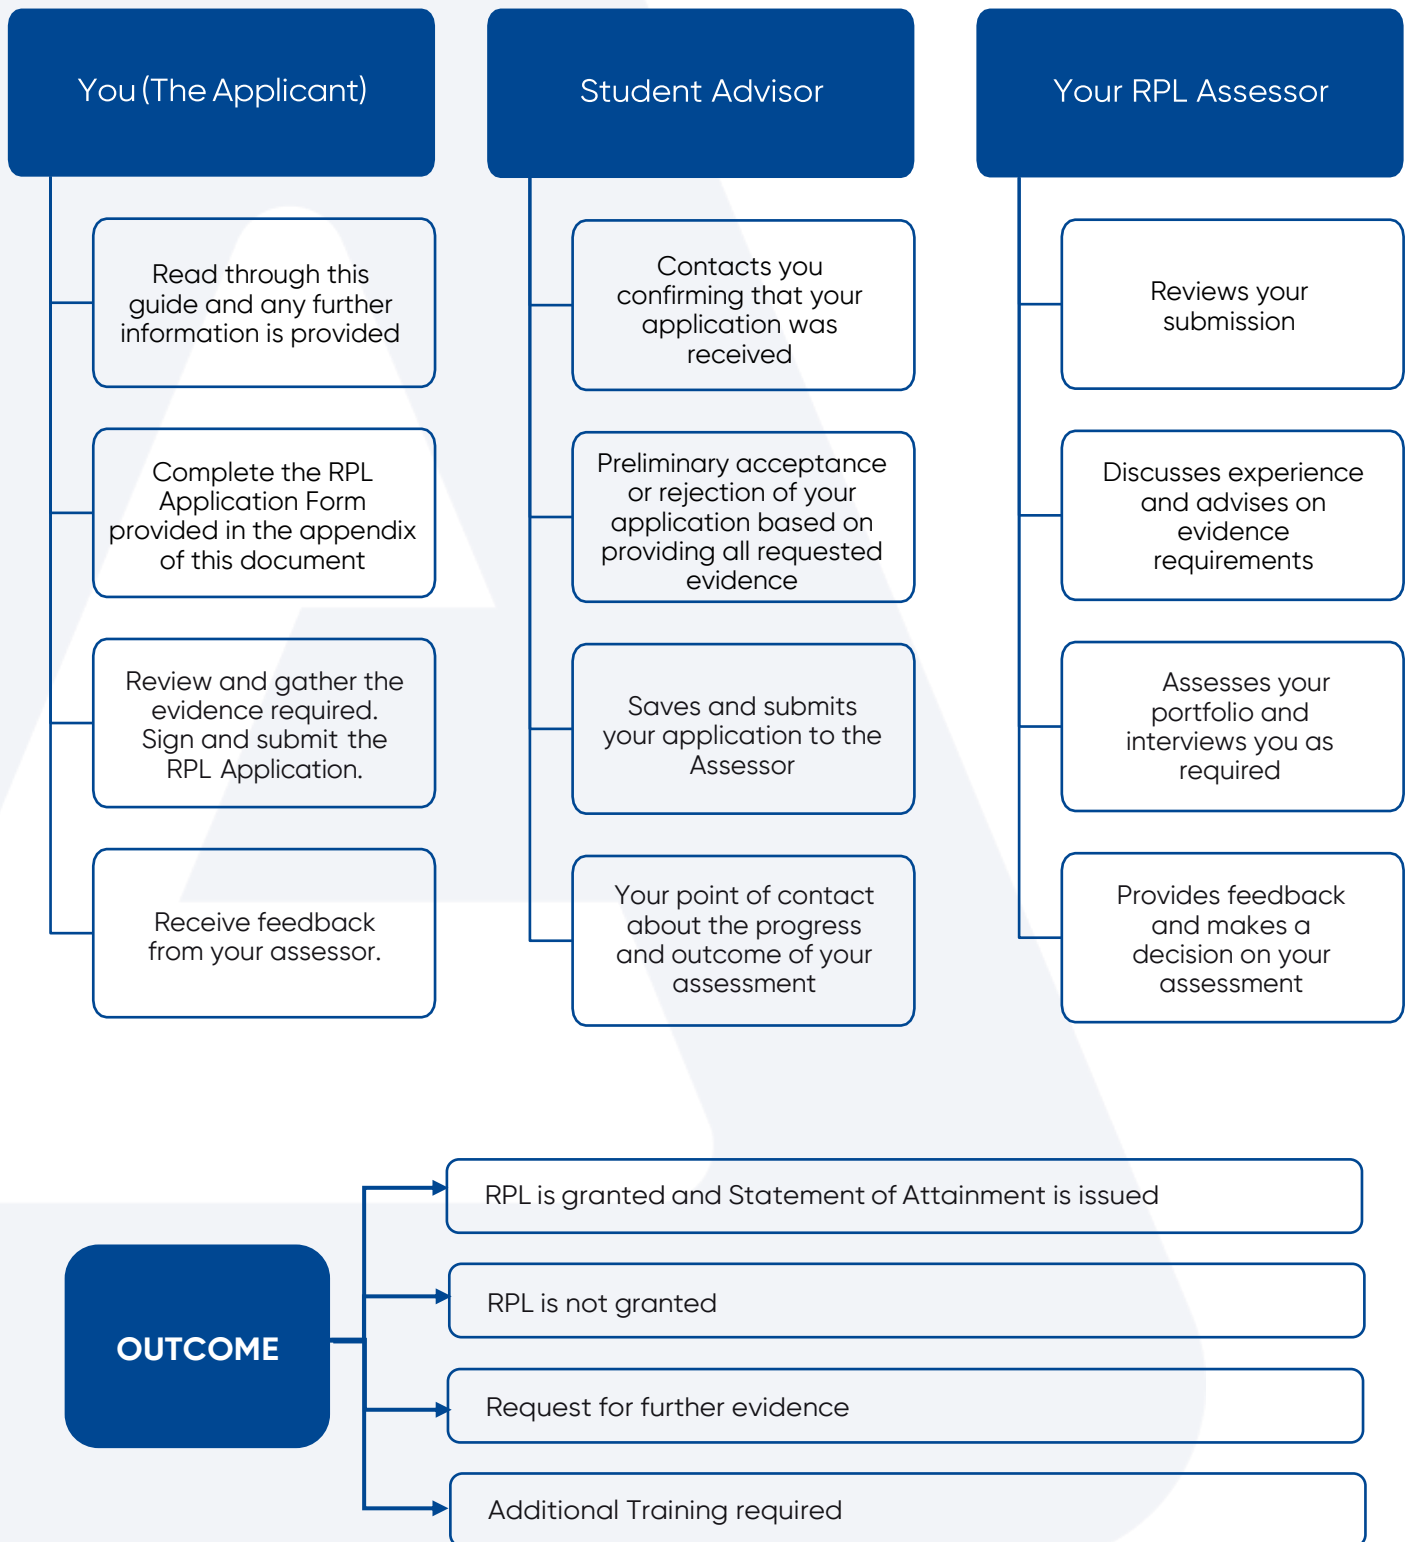 You (The Applicant)
Read through this
guide and any further
information is provided
Complete the RPL
Application Form
provided in the appendix
of this document
Review and gather the
evidence required.
Sign and submit the
RPL Application.
Receive feedback
from your assessor.
Student Advisor
Contacts you
confirming that your
application was
received
Preliminary acceptance
or rejection of your
application based on
providing all requested
evidence
Saves and submits
your application to the
Assessor
Your point of contact
about the progress
and outcome of your
assessment
Your RPL Assessor
Reviews your
submission
Discusses experience
and advises on
evidence
requirements
Assesses your
portfolio and
interviews you as
required
Provides feedback
and makes a
decision on your
assessment
OUTCOME
RPL is granted and Statement of Attainment is issued
RPL is not granted
Request for further evidence
Additional Training required